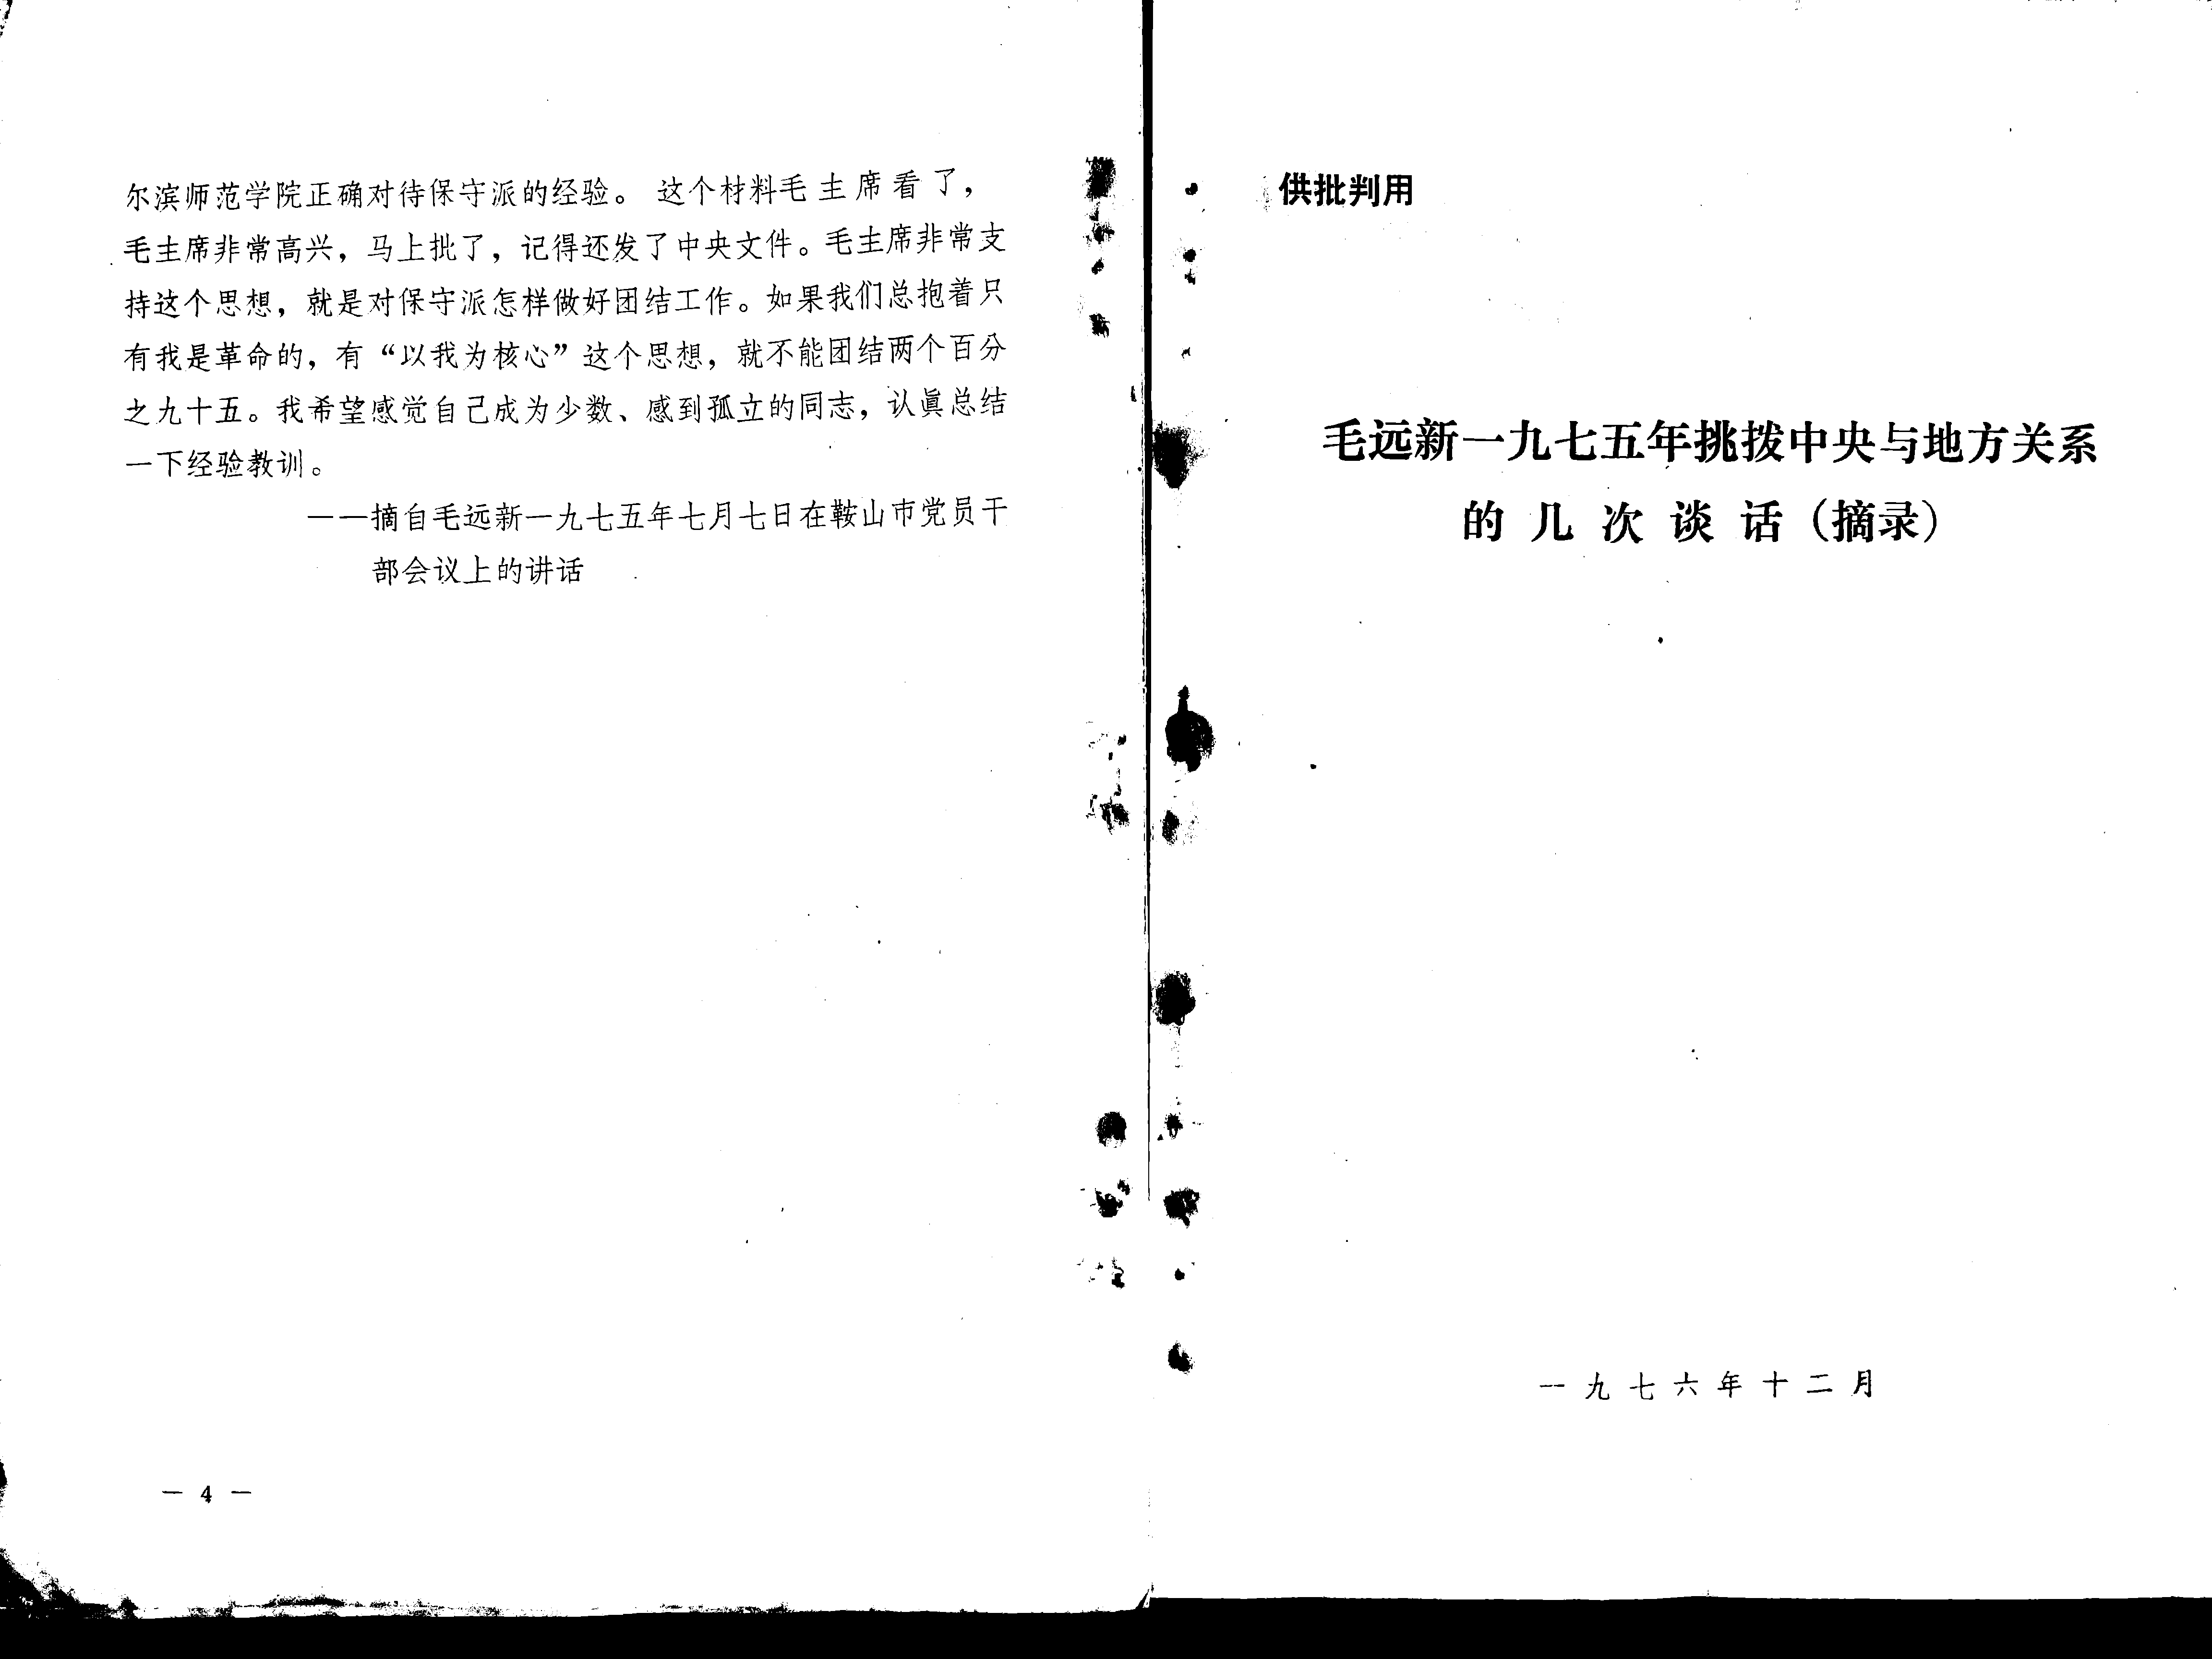 尔滨师范学院正确对待保守派的经验。这个材料毛主席看了，
毛主席非常高兴，马上批了，记得还发了中央文件。毛主席非常支
持这个思想，就是对保守派怎样做好团结工作。如果我们总抱着只
有我是革命的，有“以我为核心”这个思想，就不能团结两个百分
之九十五。我希望感觉自己成为少数、感到孤立的同志，认眞总结
一下经验教训。
——摘自毛远新一九七五年七月七日在鞍山市党员干
部会议上的讲话
— 4 —
供批判用
毛远新一九七五年挑拨中央与地方关系
的几次谈话（摘录）
一九七六年十二月